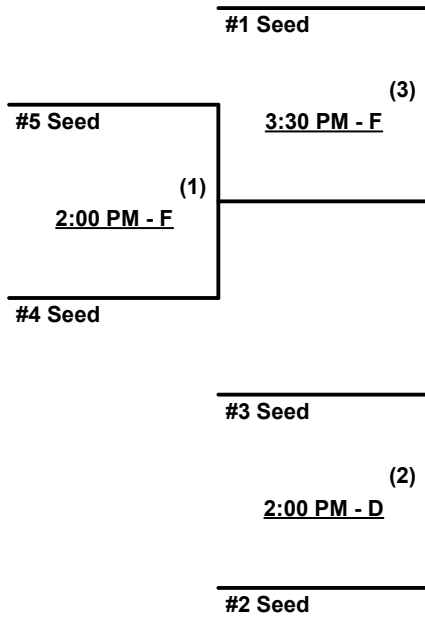 #1 Seed
(3)
#5 Seed
3:30 PM - F
(1)
2:00 PM - F
#4 Seed
#3 Seed
(2)
2:00 PM - D
#2 Seed